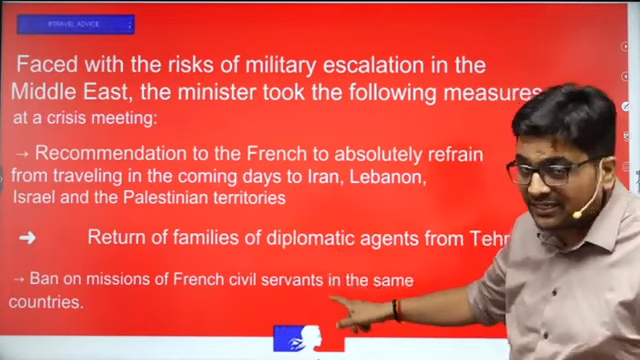 #TRAVEL ADVICE
Faced with the risks of military escalation in the
Middle East, the minister took the following measures
at a crisis meeting:
→ Recommendation to the French to absolutely refrain
from traveling in the coming days to Iran, Lebanon,
Israel and the Palestinian territories
➜ Return of families of diplomatic agents from Tehr
→ Ban on missions of French civil servants in the same
countries.